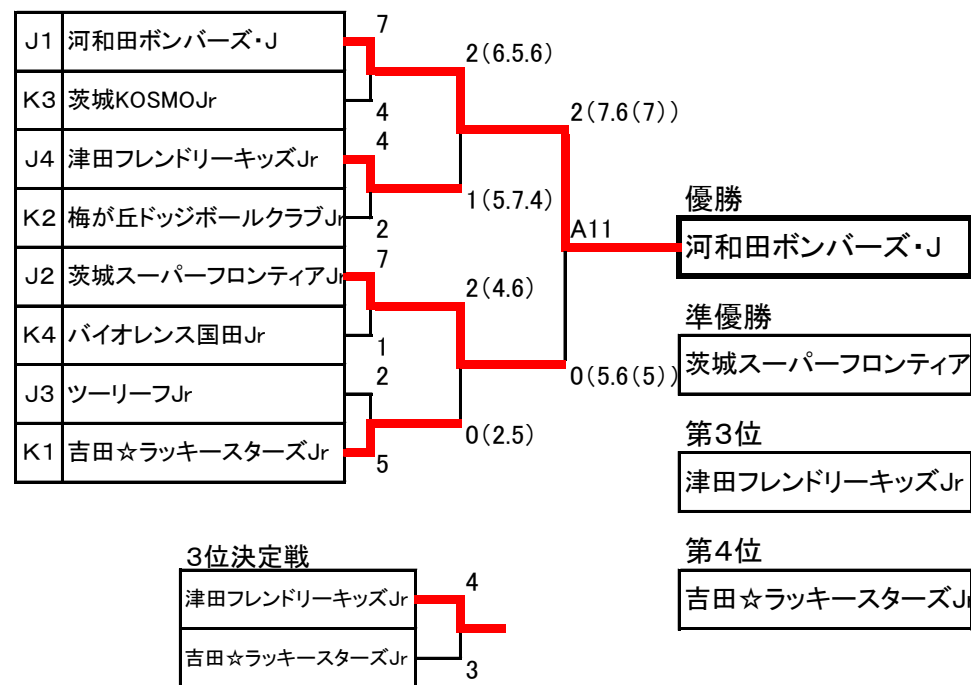 J1 河和田ボンバーズ・J 7
K3 茨城KOSMOJr 4
J4 津田フレンドリーキッズJr 4
K2 梅が丘ドッジボールクラブJr 2
J2 茨城スーパーフロンティアJr 7
K4 バイオレンス国田Jr 1
J3 ツーリーフJr 2
K1 吉田☆ラッキースターズJr 5
2(6.5.6)
1(5.7.4)
2(4.6)
0(2.5)
2(7.6(7))
A11
0(5.6(5))
優勝
河和田ボンバーズ・J
準優勝
茨城スーパーフロンティア
第3位
津田フレンドリーキッズJr
第4位
吉田☆ラッキースターズJr
3位決定戦
津田フレンドリーキッズJr 4
吉田☆ラッキースターズJr 3